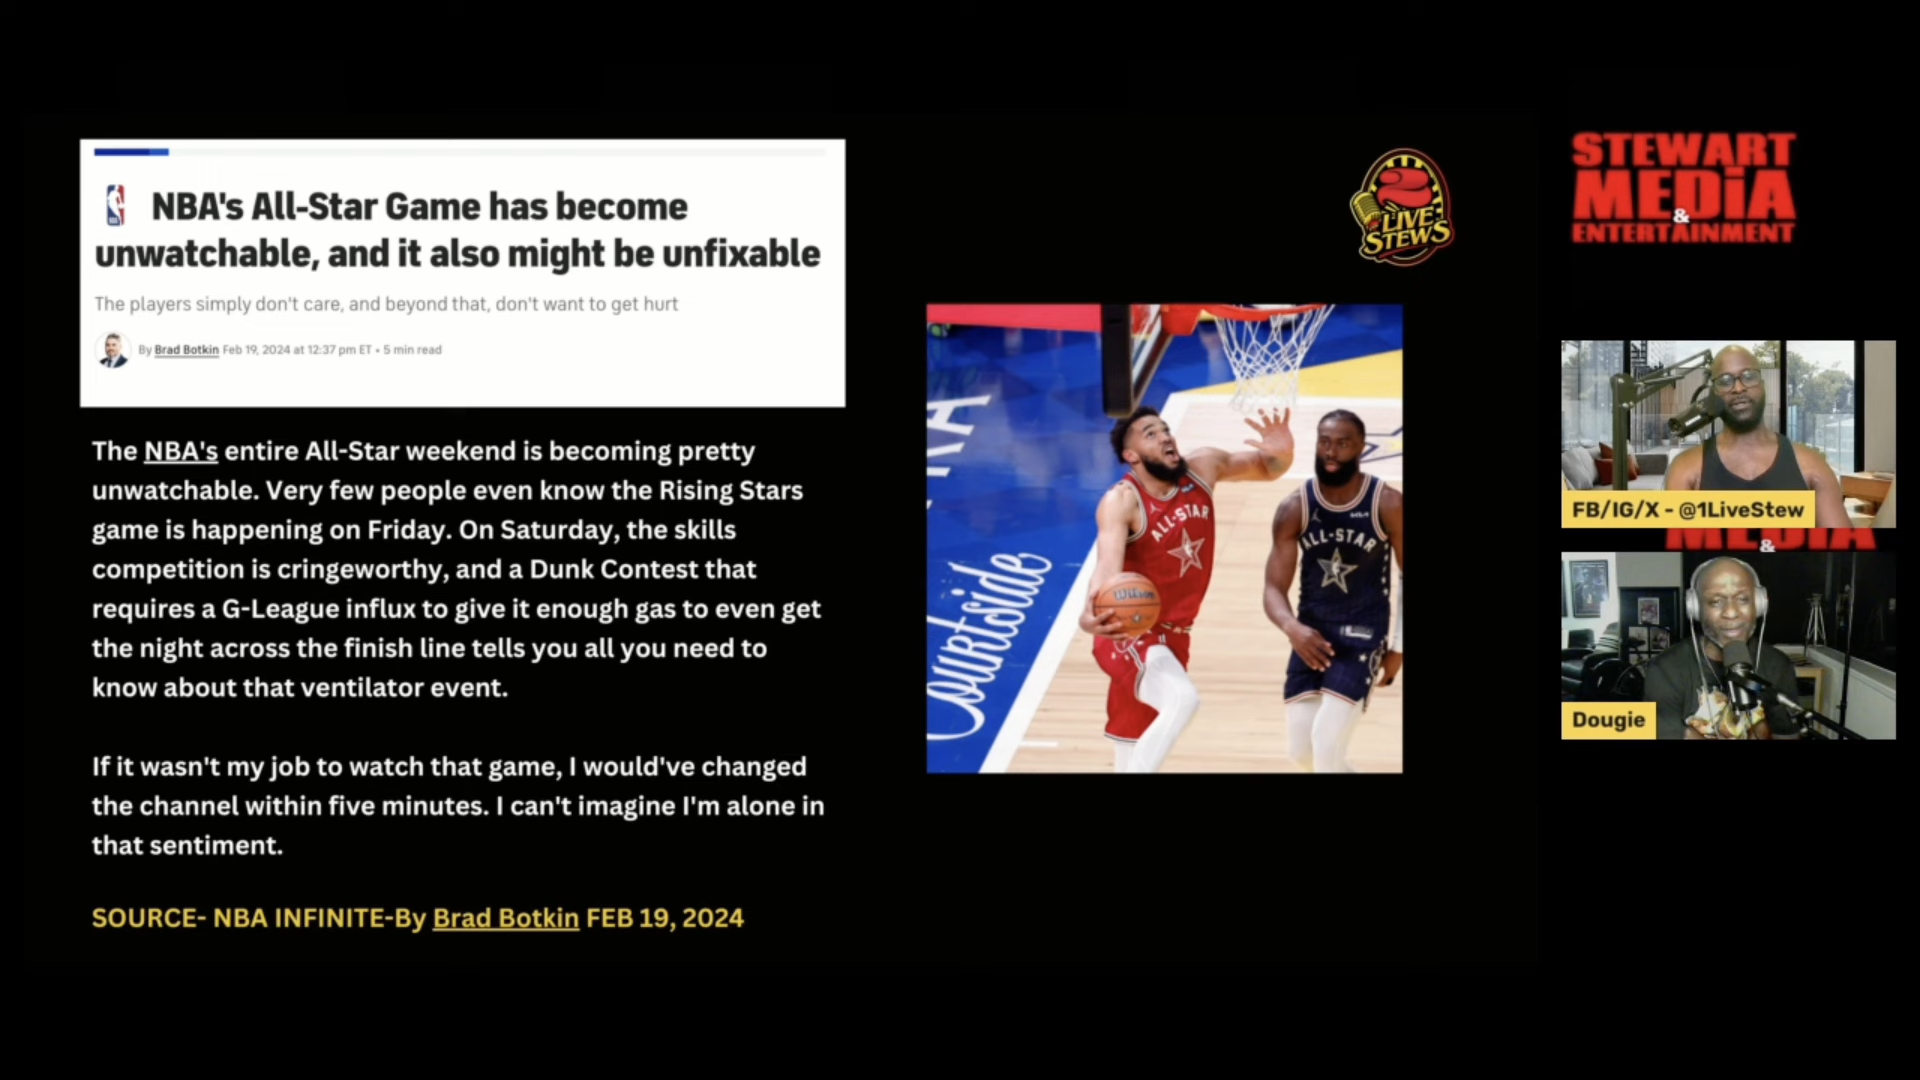 NBA's All-Star Game has become
unwatchable, and it also might be unfixable
The players simply don't care, and beyond that, don't want to get hurt
By Brad Botkin Feb 19, 2024 at 12:37 pm ET • 5 min read
The NBA's entire All-Star weekend is becoming pretty
unwatchable. Very few people even know the Rising Stars
game is happening on Friday. On Saturday, the skills
competition is cringeworthy, and a Dunk Contest that
requires a G-League influx to give it enough gas to even get
the night across the finish line tells you all you need to
know about that ventilator event.
If it wasn't my job to watch that game, I would've changed
the channel within five minutes. I can't imagine I'm alone in
that sentiment.
SOURCE- NBA INFINITE-By Brad Botkin FEB 19, 2024
LIVE
STEWS
Courtside
ALL-STAR
Wilson
ALL-STAR
STEWART
MEDiA
&
ENTERTAINMENT
FB/IG/X - @1LiveStew
MEDiA
&
Dougie